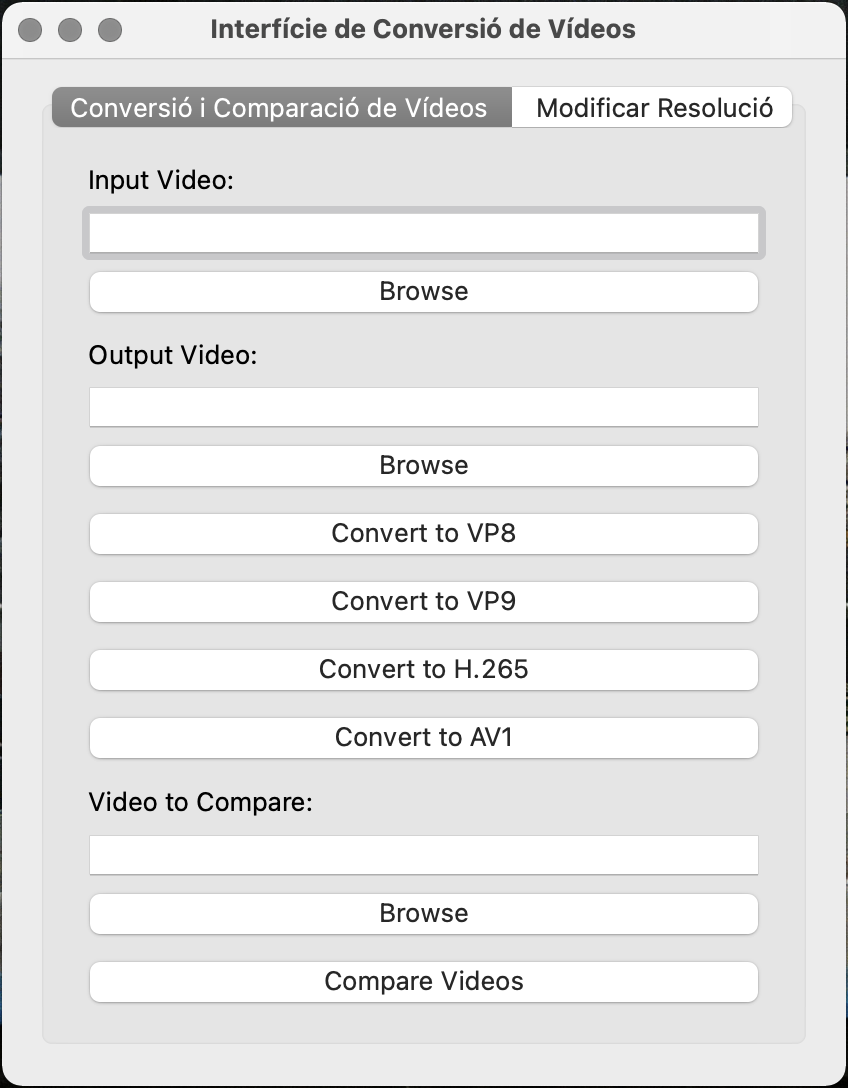 Interfície de Conversió de Vídeos
Conversió i Comparació de Vídeos
Modificar Resolució
Input Video:
Browse
Output Video:
Browse
Convert to VP8
Convert to VP9
Convert to H.265
Convert to AV1
Video to Compare:
Browse
Compare Videos